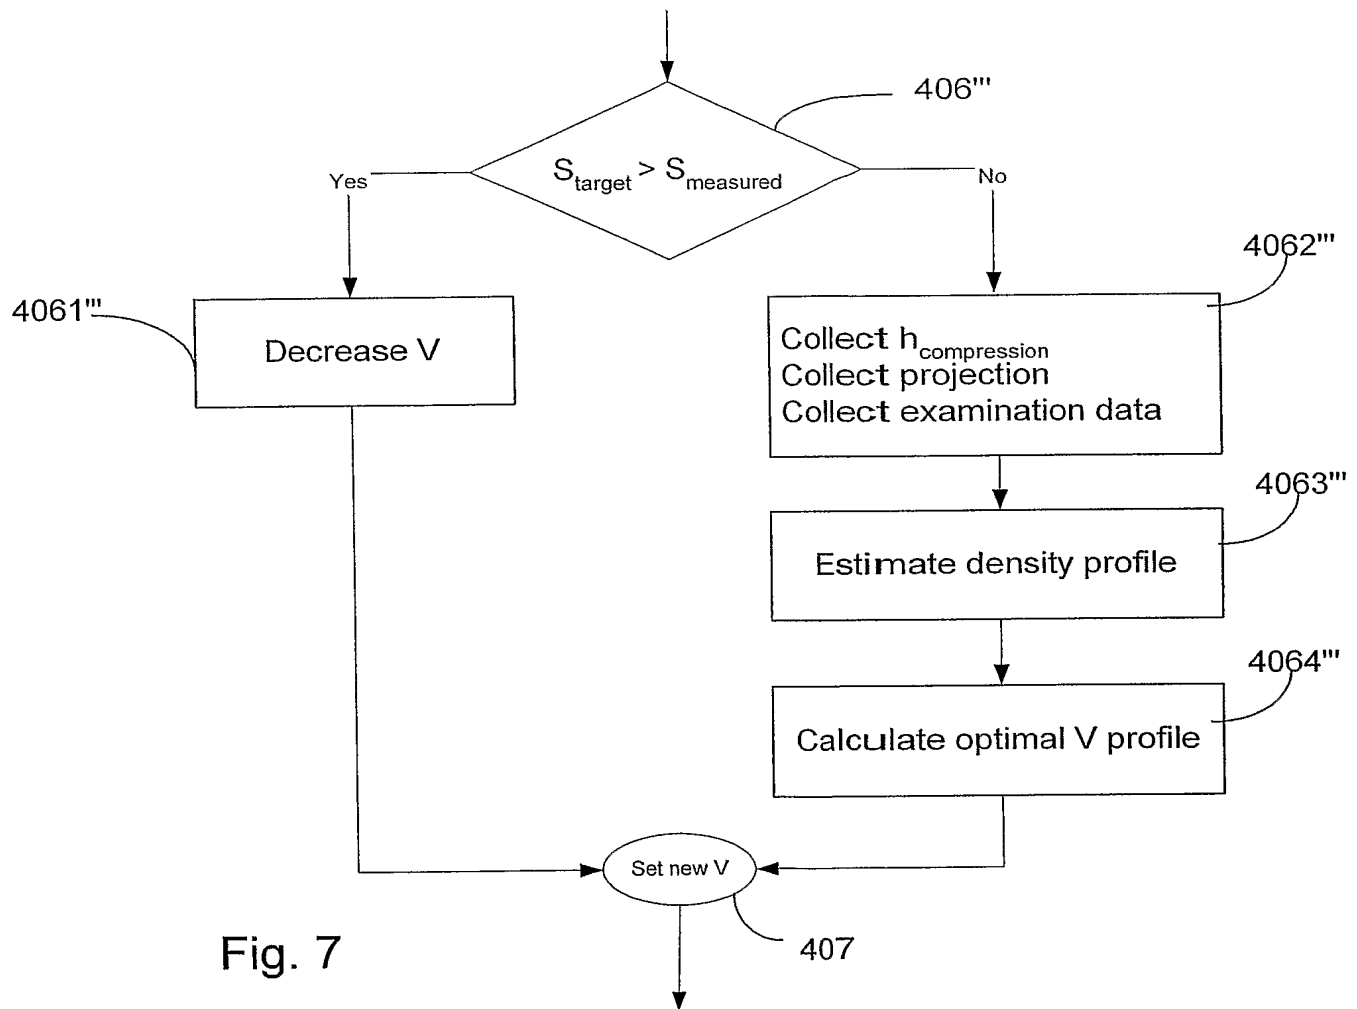 406'''
S_target > S_measured
Yes
No
4062'''
4061'''
Decrease V
Collect h_compression
Collect projection
Collect examination data
4063'''
Estimate density profile
4064'''
Calculate optimal V profile
Set new V
407
Fig. 7